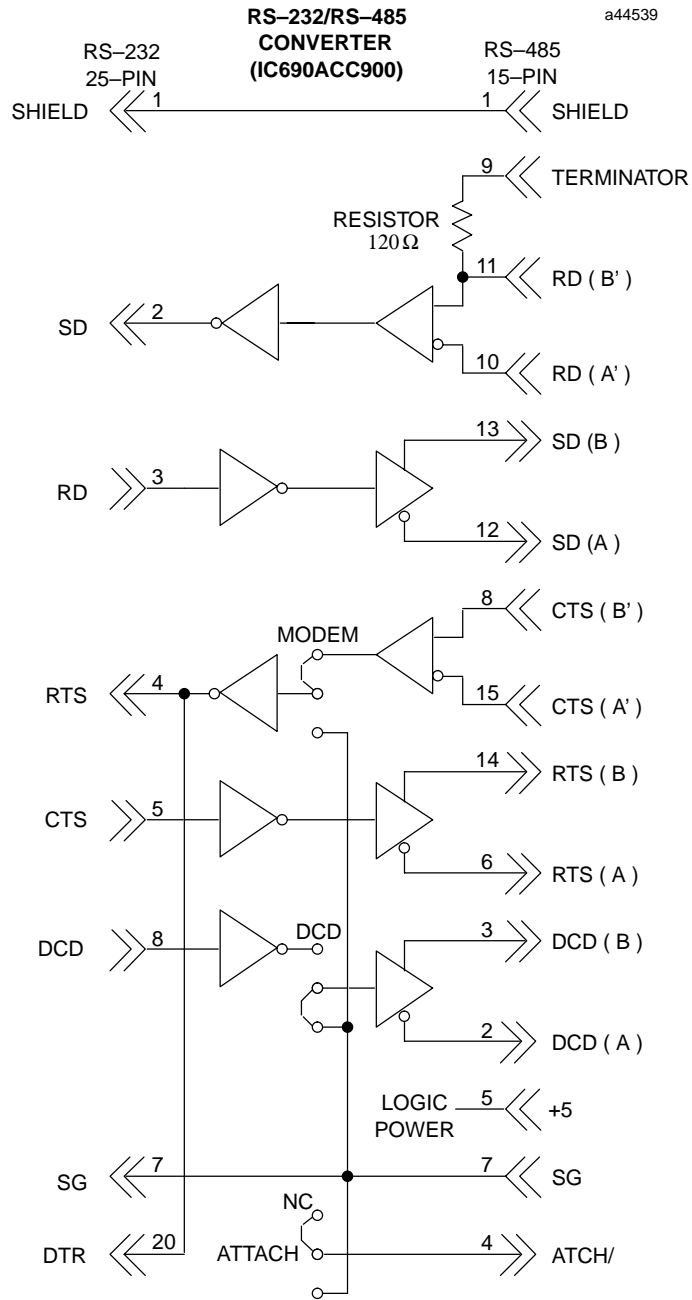 RS–232/RS–485
CONVERTER
(IC690ACC900)
a44539
RS–232
25–PIN
RS–485
15–PIN
SHIELD 1 1 SHIELD
9 TERMINATOR
RESISTOR
120Ω
11 RD ( B’ )
SD 2
10 RD ( A’ )
13 SD (B )
RD 3
12 SD (A )
8 CTS ( B’ )
MODEM
RTS 4
15 CTS ( A’ )
14 RTS ( B )
CTS 5
6 RTS ( A )
DCD 8 DCD 3 DCD ( B )
2 DCD ( A )
LOGIC
POWER
5 +5
SG 7 7 SG
NC
DTR 20 ATTACH 4 ATCH/